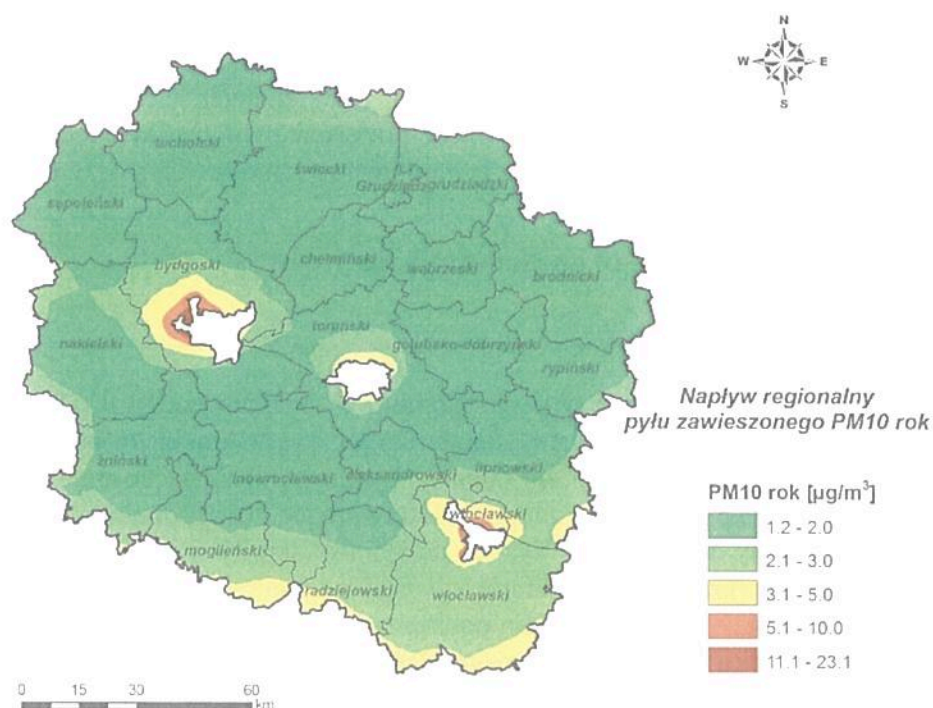 N
W E
S
tucholski
świecki
Grudziądz
grudziądzki
sępoleński
chełmiński
wąbrzeski
brodnicki
bydgoski
toruński
golubsko-dobrzyński
nakielski
rypiński
Napływ regionalny
pyłu zawieszonego PM10 rok
żniński
inowrocławski
aleksandrowski
lipnowski
włocławski
mogileński
radziejowski
włocławski
PM10 rok [µg/m³]
1.2 - 2.0
2.1 - 3.0
3.1 - 5.0
5.1 - 10.0
11.1 - 23.1
0 15 30 60
km